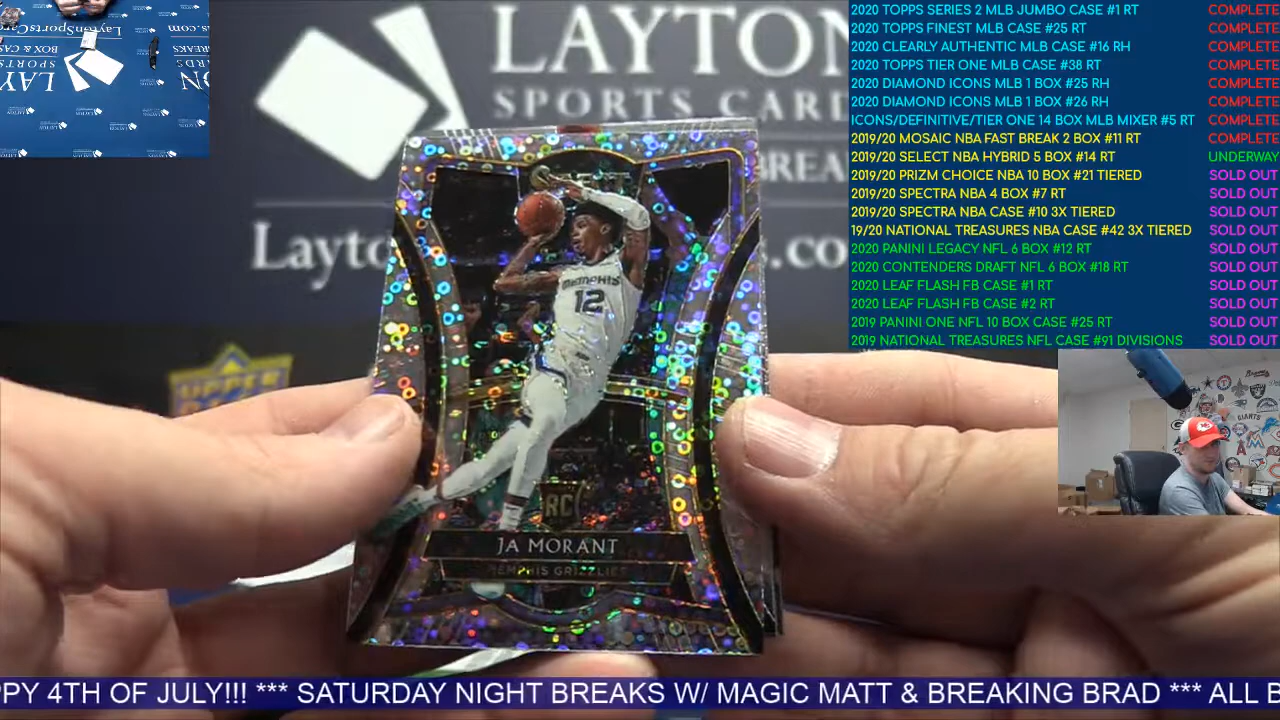 LAYTON
SPORTS CARD
BREA
Layto
.com
UPPER
SELECT
MEMPHIS
12
RC
JA MORANT
MEMPHIS GRIZZLIES
2020 TOPPS SERIES 2 MLB JUMBO CASE #1 RT COMPLETE
2020 TOPPS FINEST MLB CASE #25 RT COMPLETE
2020 CLEARLY AUTHENTIC MLB CASE #16 RH COMPLETE
2020 TOPPS TIER ONE MLB CASE #38 RT COMPLETE
2020 DIAMOND ICONS MLB 1 BOX #25 RH COMPLETE
2020 DIAMOND ICONS MLB 1 BOX #26 RH COMPLETE
ICONS/DEFINITIVE/TIER ONE 14 BOX MLB MIXER #5 RT COMPLETE
2019/20 MOSAIC NBA FAST BREAK 2 BOX #11 RT COMPLETE
2019/20 SELECT NBA HYBRID 5 BOX #14 RT UNDERWAY
2019/20 PRIZM CHOICE NBA 10 BOX #21 TIERED SOLD OUT
2019/20 SPECTRA NBA 4 BOX #7 RT SOLD OUT
2019/20 SPECTRA NBA CASE #10 3X TIERED SOLD OUT
19/20 NATIONAL TREASURES NBA CASE #42 3X TIERED SOLD OUT
2020 PANINI LEGACY NFL 6 BOX #12 RT SOLD OUT
2020 CONTENDERS DRAFT NFL 6 BOX #18 RT SOLD OUT
2020 LEAF FLASH FB CASE #1 RT SOLD OUT
2020 LEAF FLASH FB CASE #2 RT SOLD OUT
2019 PANINI ONE NFL 10 BOX CASE #25 RT SOLD OUT
2019 NATIONAL TREASURES NFL CASE #91 DIVISIONS SOLD OUT
GIANTS
PPY 4TH OF JULY!!! *** SATURDAY NIGHT BREAKS W/ MAGIC MATT & BREAKING BRAD *** ALL B